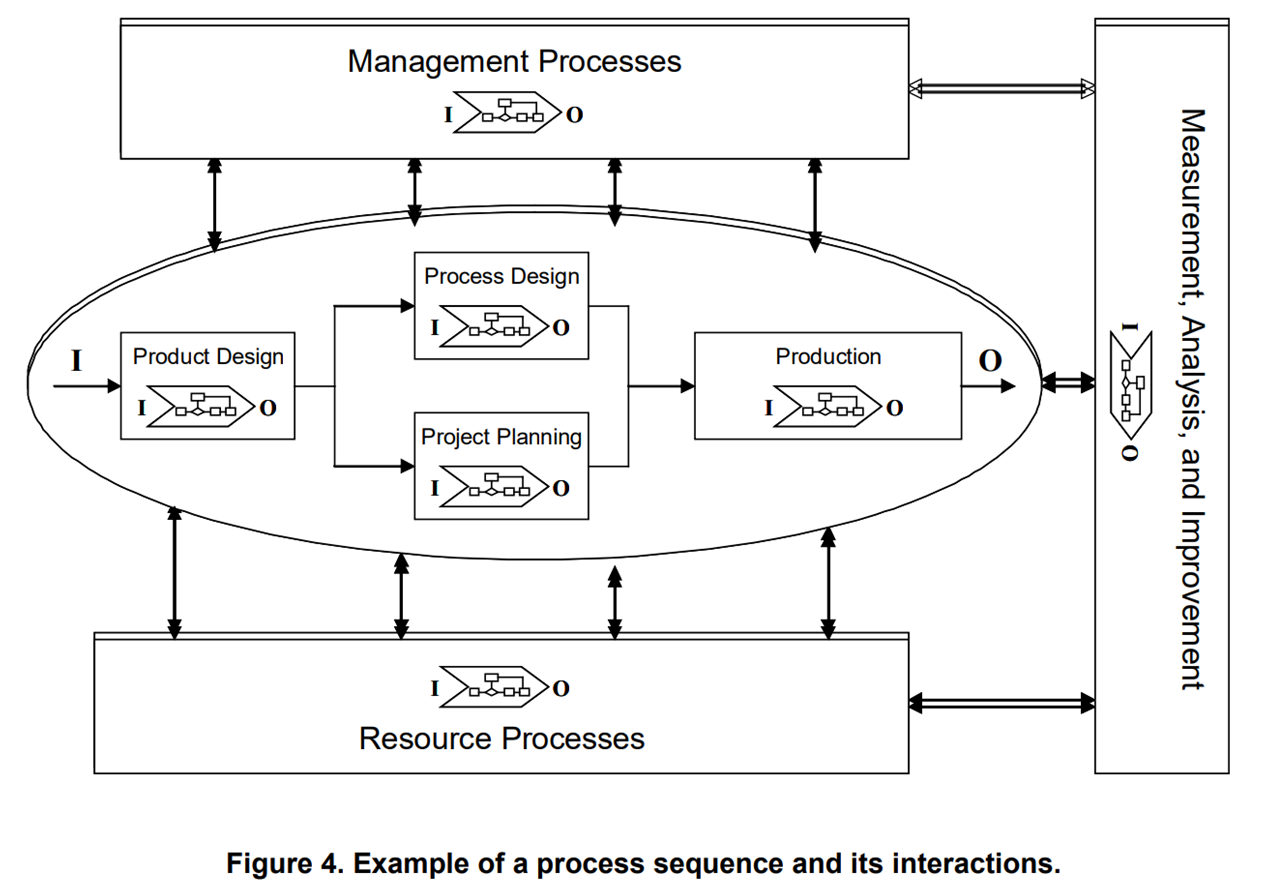 Management Processes
I O
Measurement, Analysis, and Improvement
I O
Process Design
I O
I
Product Design
I O
Production
I O
O
Project Planning
I O
I O
Resource Processes
Figure 4. Example of a process sequence and its interactions.